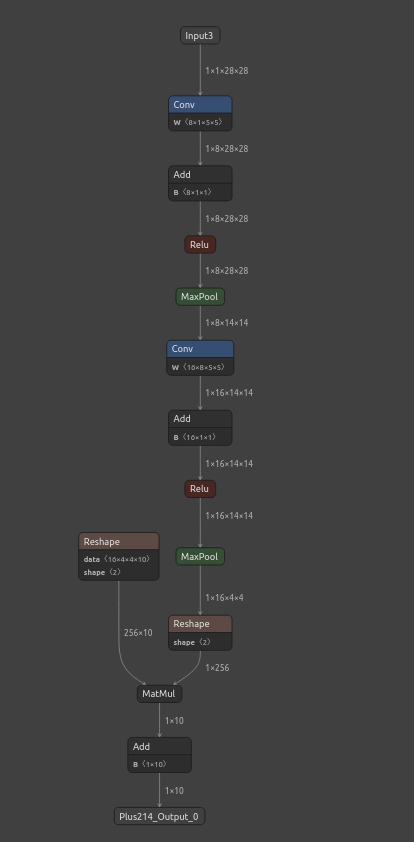 Input3
1×1×28×28
Conv
W ⟨8×1×5×5⟩
1×8×28×28
Add
B ⟨8×1×1⟩
1×8×28×28
Relu
1×8×28×28
MaxPool
1×8×14×14
Conv
W ⟨16×8×5×5⟩
1×16×14×14
Add
B ⟨16×1×1⟩
1×16×14×14
Relu
1×16×14×14
Reshape
data ⟨16×4×4×10⟩
shape ⟨2⟩
MaxPool
1×16×4×4
Reshape
shape ⟨2⟩
256×10
1×256
MatMul
1×10
Add
B ⟨1×10⟩
1×10
Plus214_Output_0